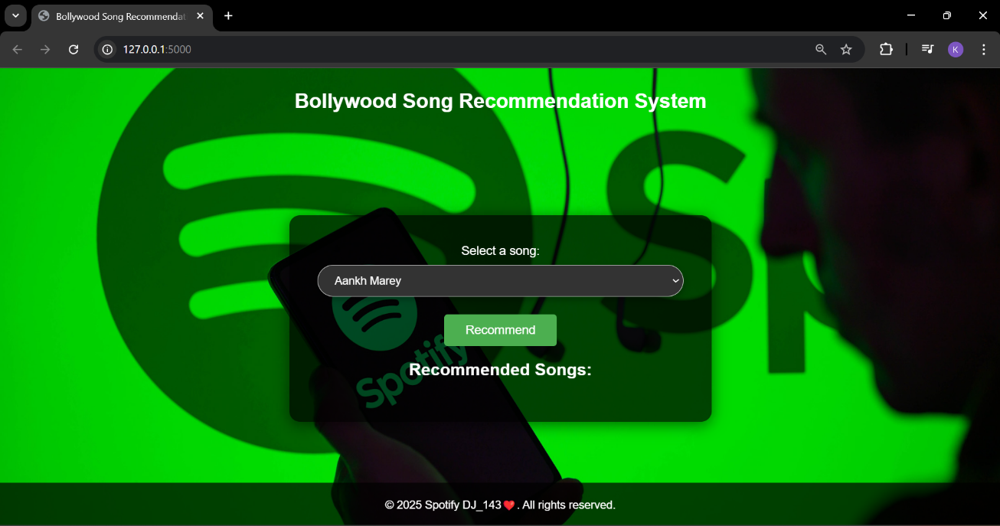 Bollywood Song Recommendat
127.0.0.1:5000
K
Bollywood Song Recommendation System
Sp
Select a song:
Aankh Marey
Recommend
Spotify
Recommended Songs:
© 2025 Spotify DJ_143❤️. All rights reserved.